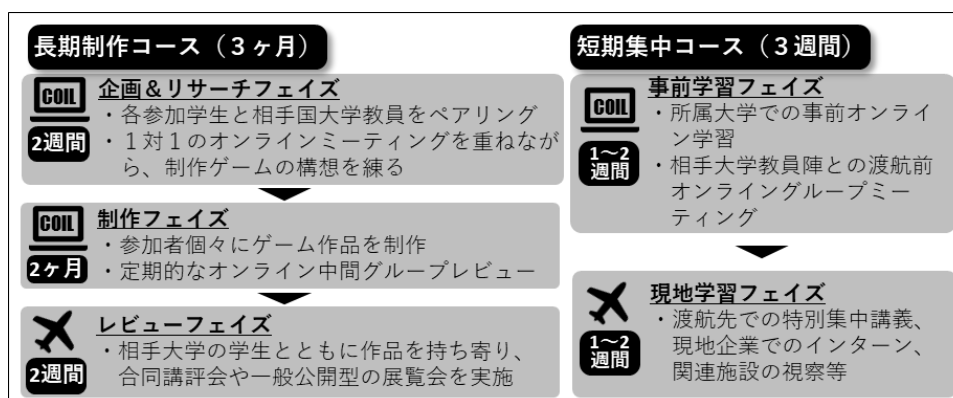 長期制作コース（３ヶ月）
COIL
2週間
企画＆リサーチフェイズ
・各参加学生と相手国大学教員をペアリング
・１対１のオンラインミーティングを重ねなが
ら、制作ゲームの構想を練る
COIL
2ヶ月
制作フェイズ
・参加者個々にゲーム作品を制作
・定期的なオンライン中間グループレビュー
2週間
レビューフェイズ
・相手大学の学生とともに作品を持ち寄り、
合同講評会や一般公開型の展覧会を実施
短期集中コース（３週間）
COIL
1～2
週間
事前学習フェイズ
・所属大学での事前オンライ
ン学習
・相手大学教員陣との渡航前
オンライングループミー
ティング
1～2
週間
現地学習フェイズ
・渡航先での特別集中講義、
現地企業でのインターン、
関連施設の視察等